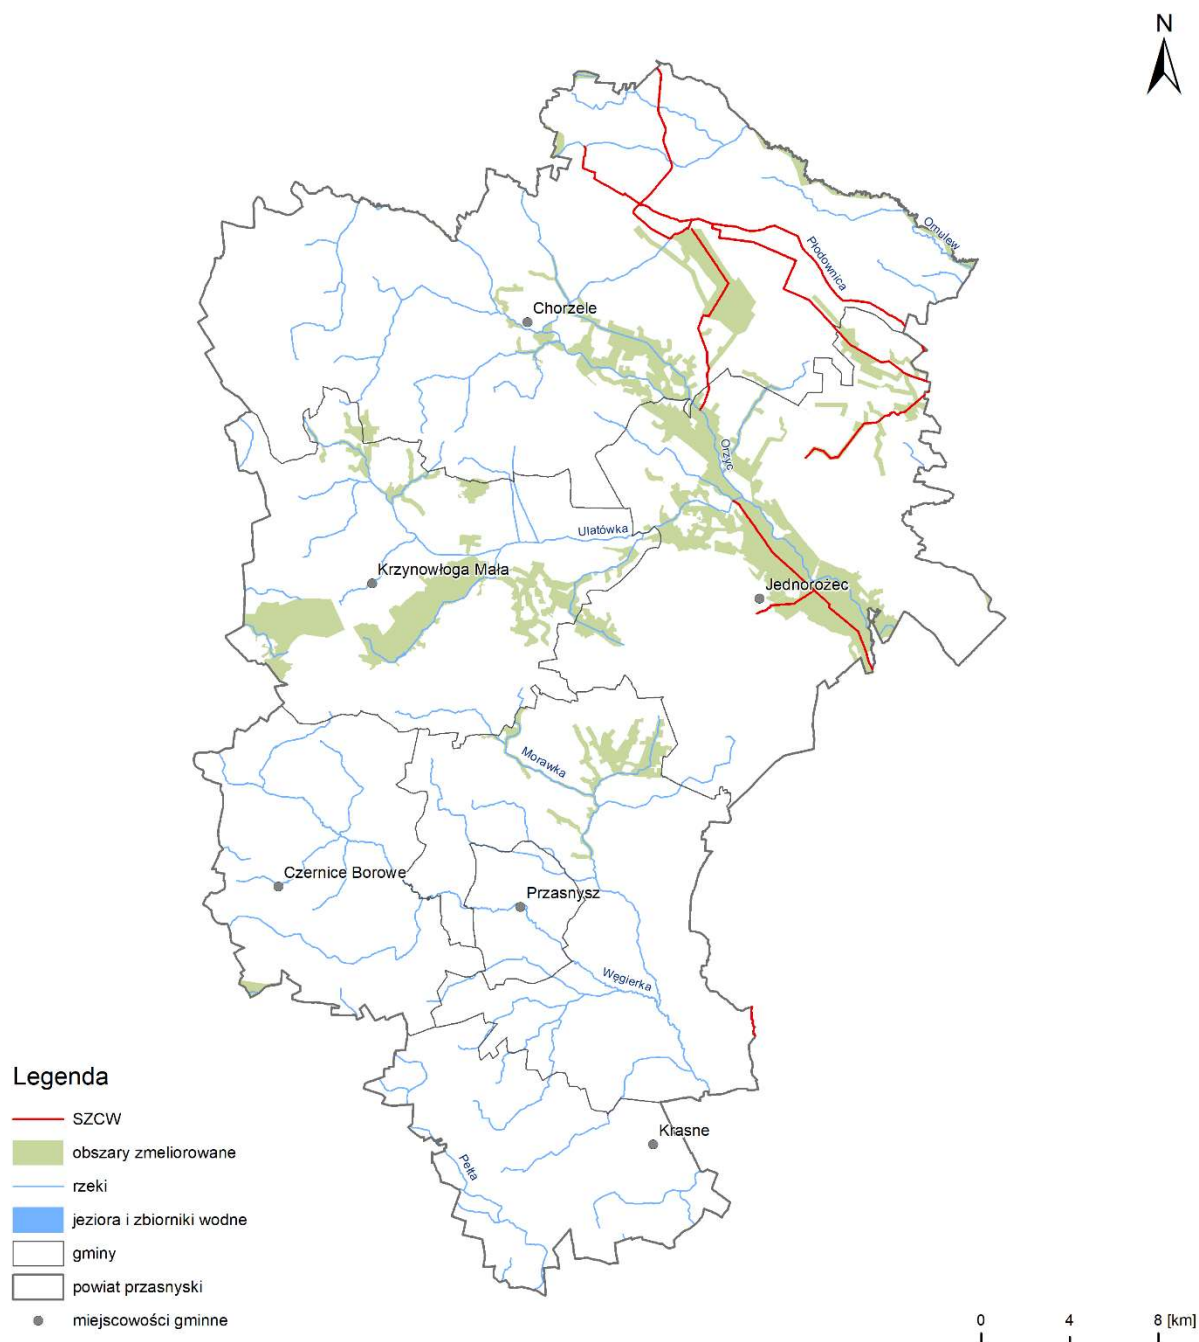 N
Omulew
Płodownica
Chorzele
Orzyc
Ulatówka
Krzynowłoga Mała
Jednorożec
Morawka
Czernice Borowe
Przasnysz
Węgierka
Krasne
Pełta
Legenda
SZCW
obszary zmeliorowane
rzeki
jeziora i zbiorniki wodne
gminy
powiat przasnyski
miejscowości gminne
0 4 8 [km]